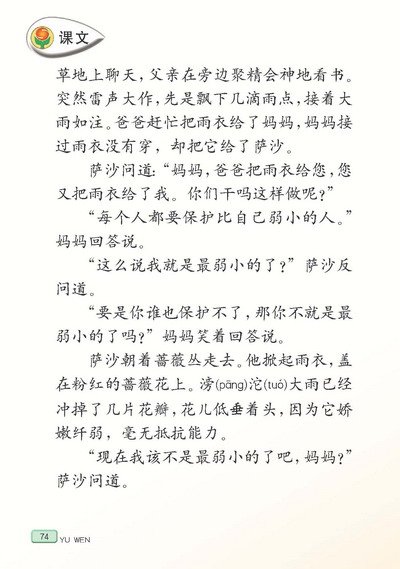 课文
草地上聊天，父亲在旁边聚精会神地看书。
突然雷声大作，先是飘下几滴雨点，接着大
雨如注。爸爸赶忙把雨衣给了妈妈，妈妈接
过雨衣没有穿，却把它给了萨沙。
萨沙问道：“妈妈，爸爸把雨衣给您，您
又把雨衣给了我。你们干吗这样做呢？”
“每个人都要保护比自己弱小的人。”
妈妈回答说。
“这么说我就是最弱小的了？”萨沙反
问道。
“要是你谁也保护不了，那你不就是最
弱小的了吗？”妈妈笑着回答说。
萨沙朝着蔷薇丛走去。他掀起雨衣，盖
在粉红的蔷薇花上。滂(pāng)沱(tuó)大雨已经
冲掉了几片花瓣，花儿低垂着头，因为它娇
嫩纤弱，毫无抵抗能力。
“现在我该不是最弱小的了吧，妈妈？”
萨沙问道。
74
YU WEN